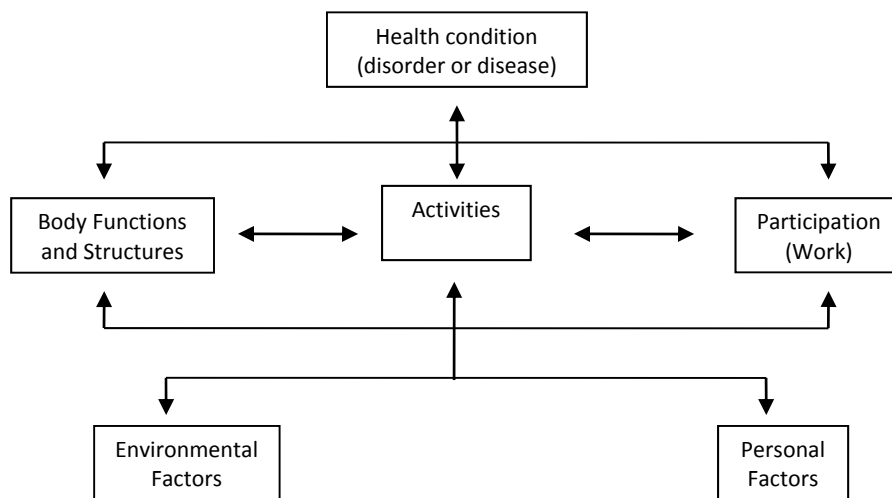 Health condition
(disorder or disease)
Body Functions
and Structures
Activities
Participation
(Work)
Environmental
Factors
Personal
Factors